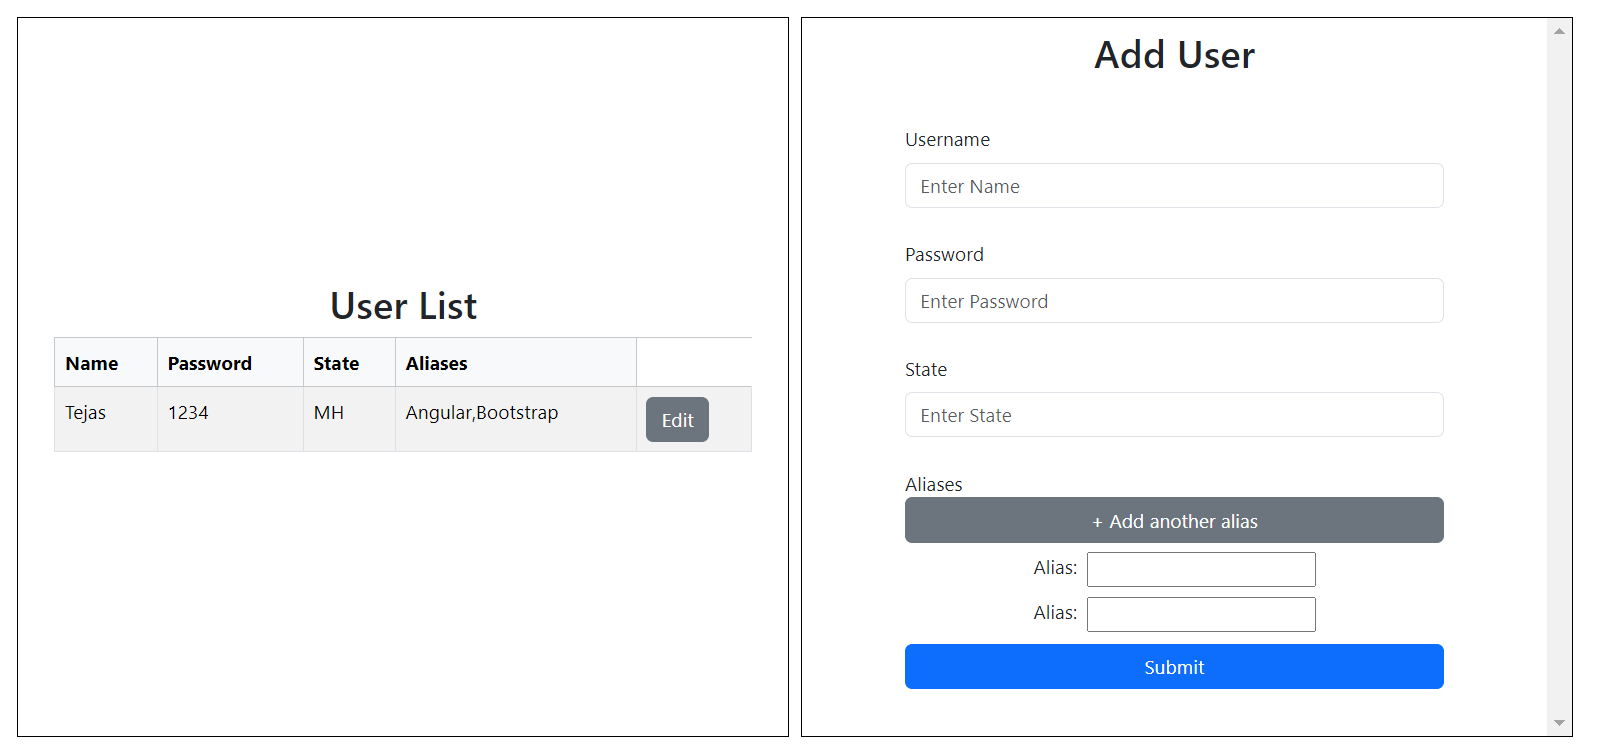 User List
Name Password State Aliases
Tejas 1234 MH Angular,Bootstrap Edit
Add User
Username
Enter Name
Password
Enter Password
State
Enter State
Aliases
+ Add another alias
Alias:
Alias:
Submit